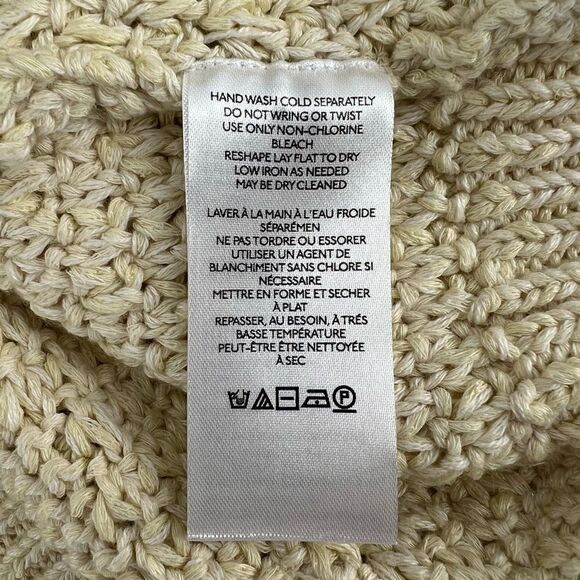 HAND WASH COLD SEPARATELY
DO NOT WRING OR TWIST
USE ONLY NON-CHLORINE
BLEACH
RESHAPE LAY FLAT TO DRY
LOW IRON AS NEEDED
MAY BE DRY CLEANED
LAVER À LA MAIN À L'EAU FROIDE
SÉPARÉMEN
NE PAS TORDRE OU ESSORER
UTILISER UN AGENT DE
BLANCHIMENT SANS CHLORE SI
NÉCESSAIRE
METTRE EN FORME ET SECHER
À PLAT
REPASSER, AU BESOIN, À TRÉS
BASSE TEMPÉRATURE
PEUT-ÊTRE ÊTRE NETTOYÉE
À SEC
P